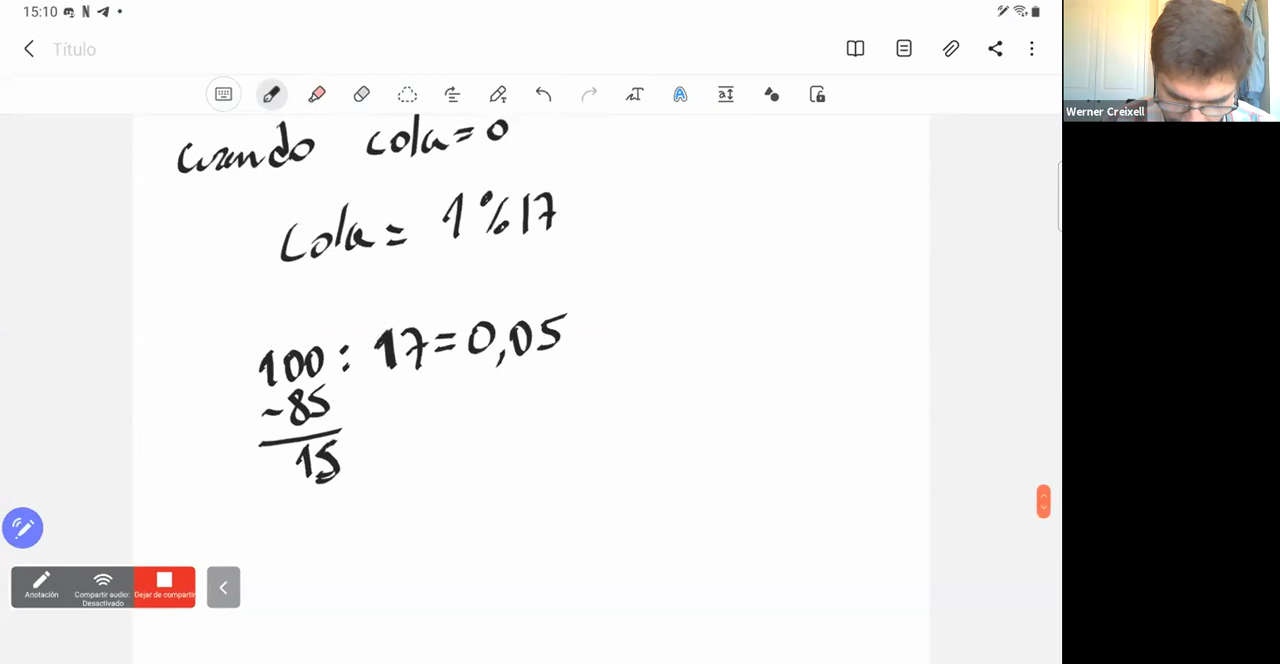 15:10
Título
Werner Creixell
cuando cola=0
cola= 1%17
100: 17=0,05
-85
15
Anotación
Compartir audio: Desactivado
Dejar de compartir